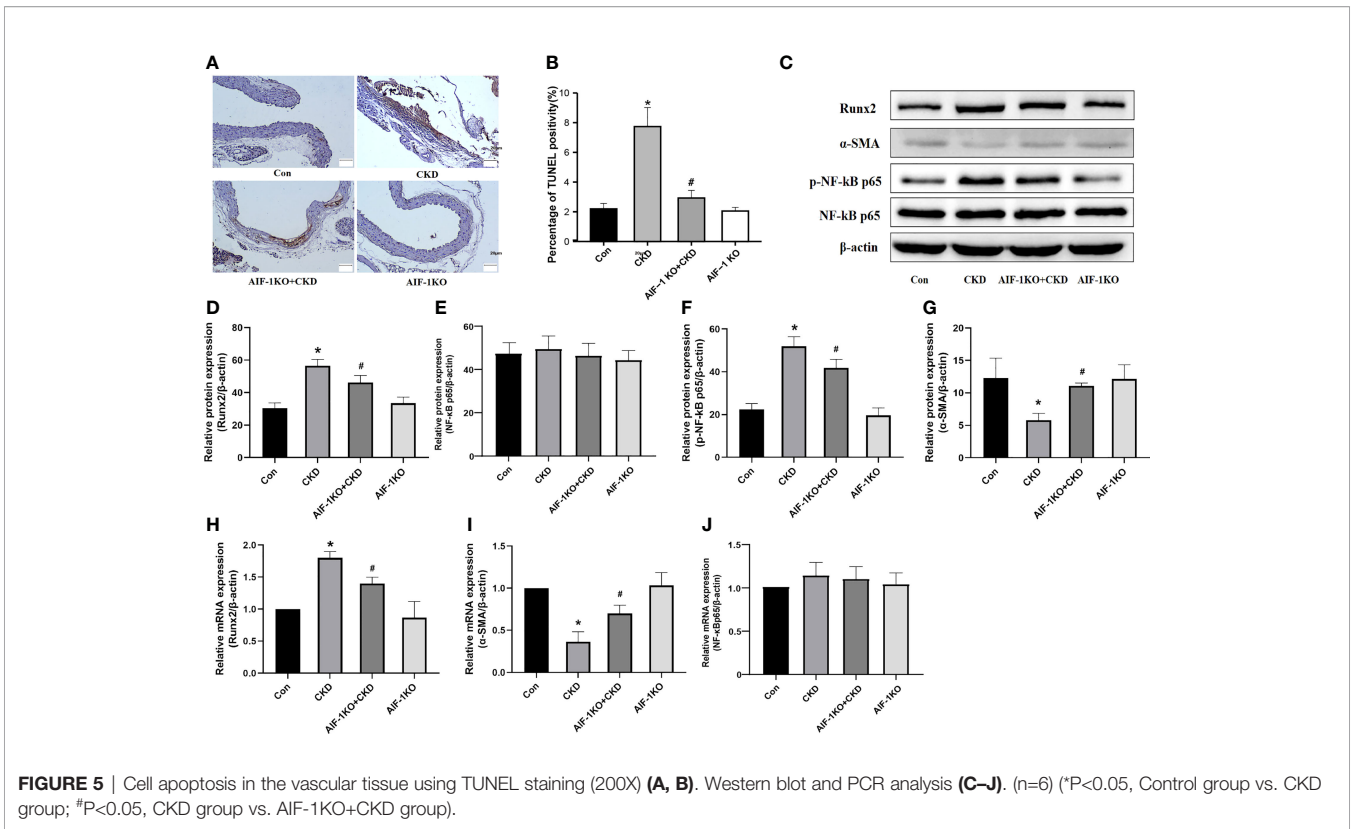 A
Con
CKD
20μm
AIF-1KO+CKD
AIF-1KO
B
Percentage of TUNEL positivity(%)
10
8
6
4
2
0
*
#
Con
CKD
AIF–1 KO+CKD
AIF–1 KO
C
Runx2
α-SMA
p-NF-kB p65
NF-kB p65
β-actin
Con CKD AIF-1KO+CKD AIF-1KO
D
Relative protein expression
(Runx2/β-actin)
80
60
40
20
0
*
#
Con
CKD
AIF-1KO+CKD
AIF-1KO
E
Relative protein expression
(NF-κB p65/β-actin)
60
40
20
0
Con
CKD
AIF-1KO+CKD
AIF-1KO
F
Relative protein expression
(p-NF-kB p65/β-actin)
60
40
20
0
*
#
Con
CKD
AIF-1KO+CKD
AIF-1KO
G
Relative protein expression
(α-SMA/β-actin)
20
15
10
5
0
*
#
Con
CKD
AIF-1KO+CKD
AIF-1KO
H
Relative mRNA expression
(Runx2/β-actin)
2.0
1.5
1.0
0.5
0.0
*
#
Con
CKD
AIF-1KO+CKD
AIF-1KO
I
Relative mRNA expression
(α-SMA/β-actin)
1.5
1.0
0.5
0.0
*
#
Con
CKD
AIF-1KO+CKD
AIF-1KO
J
Relative mRNA expression
(NF-κBp65/β-actin)
1.5
1.0
0.5
0
Con
CKD
AIF-1KO+CKD
AIF-1KO
FIGURE 5 | Cell apoptosis in the vascular tissue using TUNEL staining (200X) (A, B). Western blot and PCR analysis (C–J). (n=6) (*P<0.05, Control group vs. CKD
group; #P<0.05, CKD group vs. AIF-1KO+CKD group).